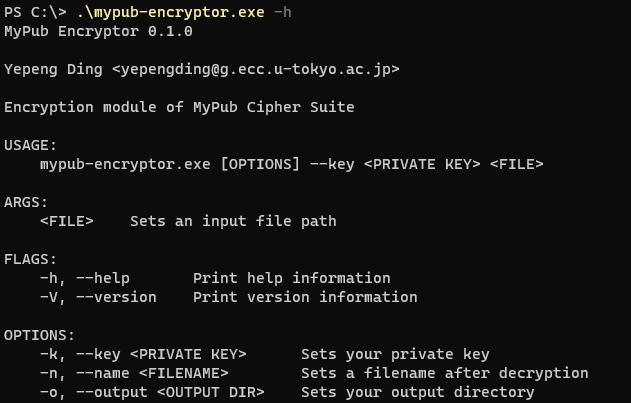 PS C:\> .\mypub-encryptor.exe -h
MyPub Encryptor 0.1.0
Yepeng Ding <yepengding@g.ecc.u-tokyo.ac.jp>
Encryption module of MyPub Cipher Suite
USAGE:
    mypub-encryptor.exe [OPTIONS] --key <PRIVATE KEY> <FILE>
ARGS:
    <FILE>    Sets an input file path
FLAGS:
    -h, --help       Print help information
    -V, --version    Print version information
OPTIONS:
    -k, --key <PRIVATE KEY>      Sets your private key
    -n, --name <FILENAME>        Sets a filename after decryption
    -o, --output <OUTPUT DIR>    Sets your output directory